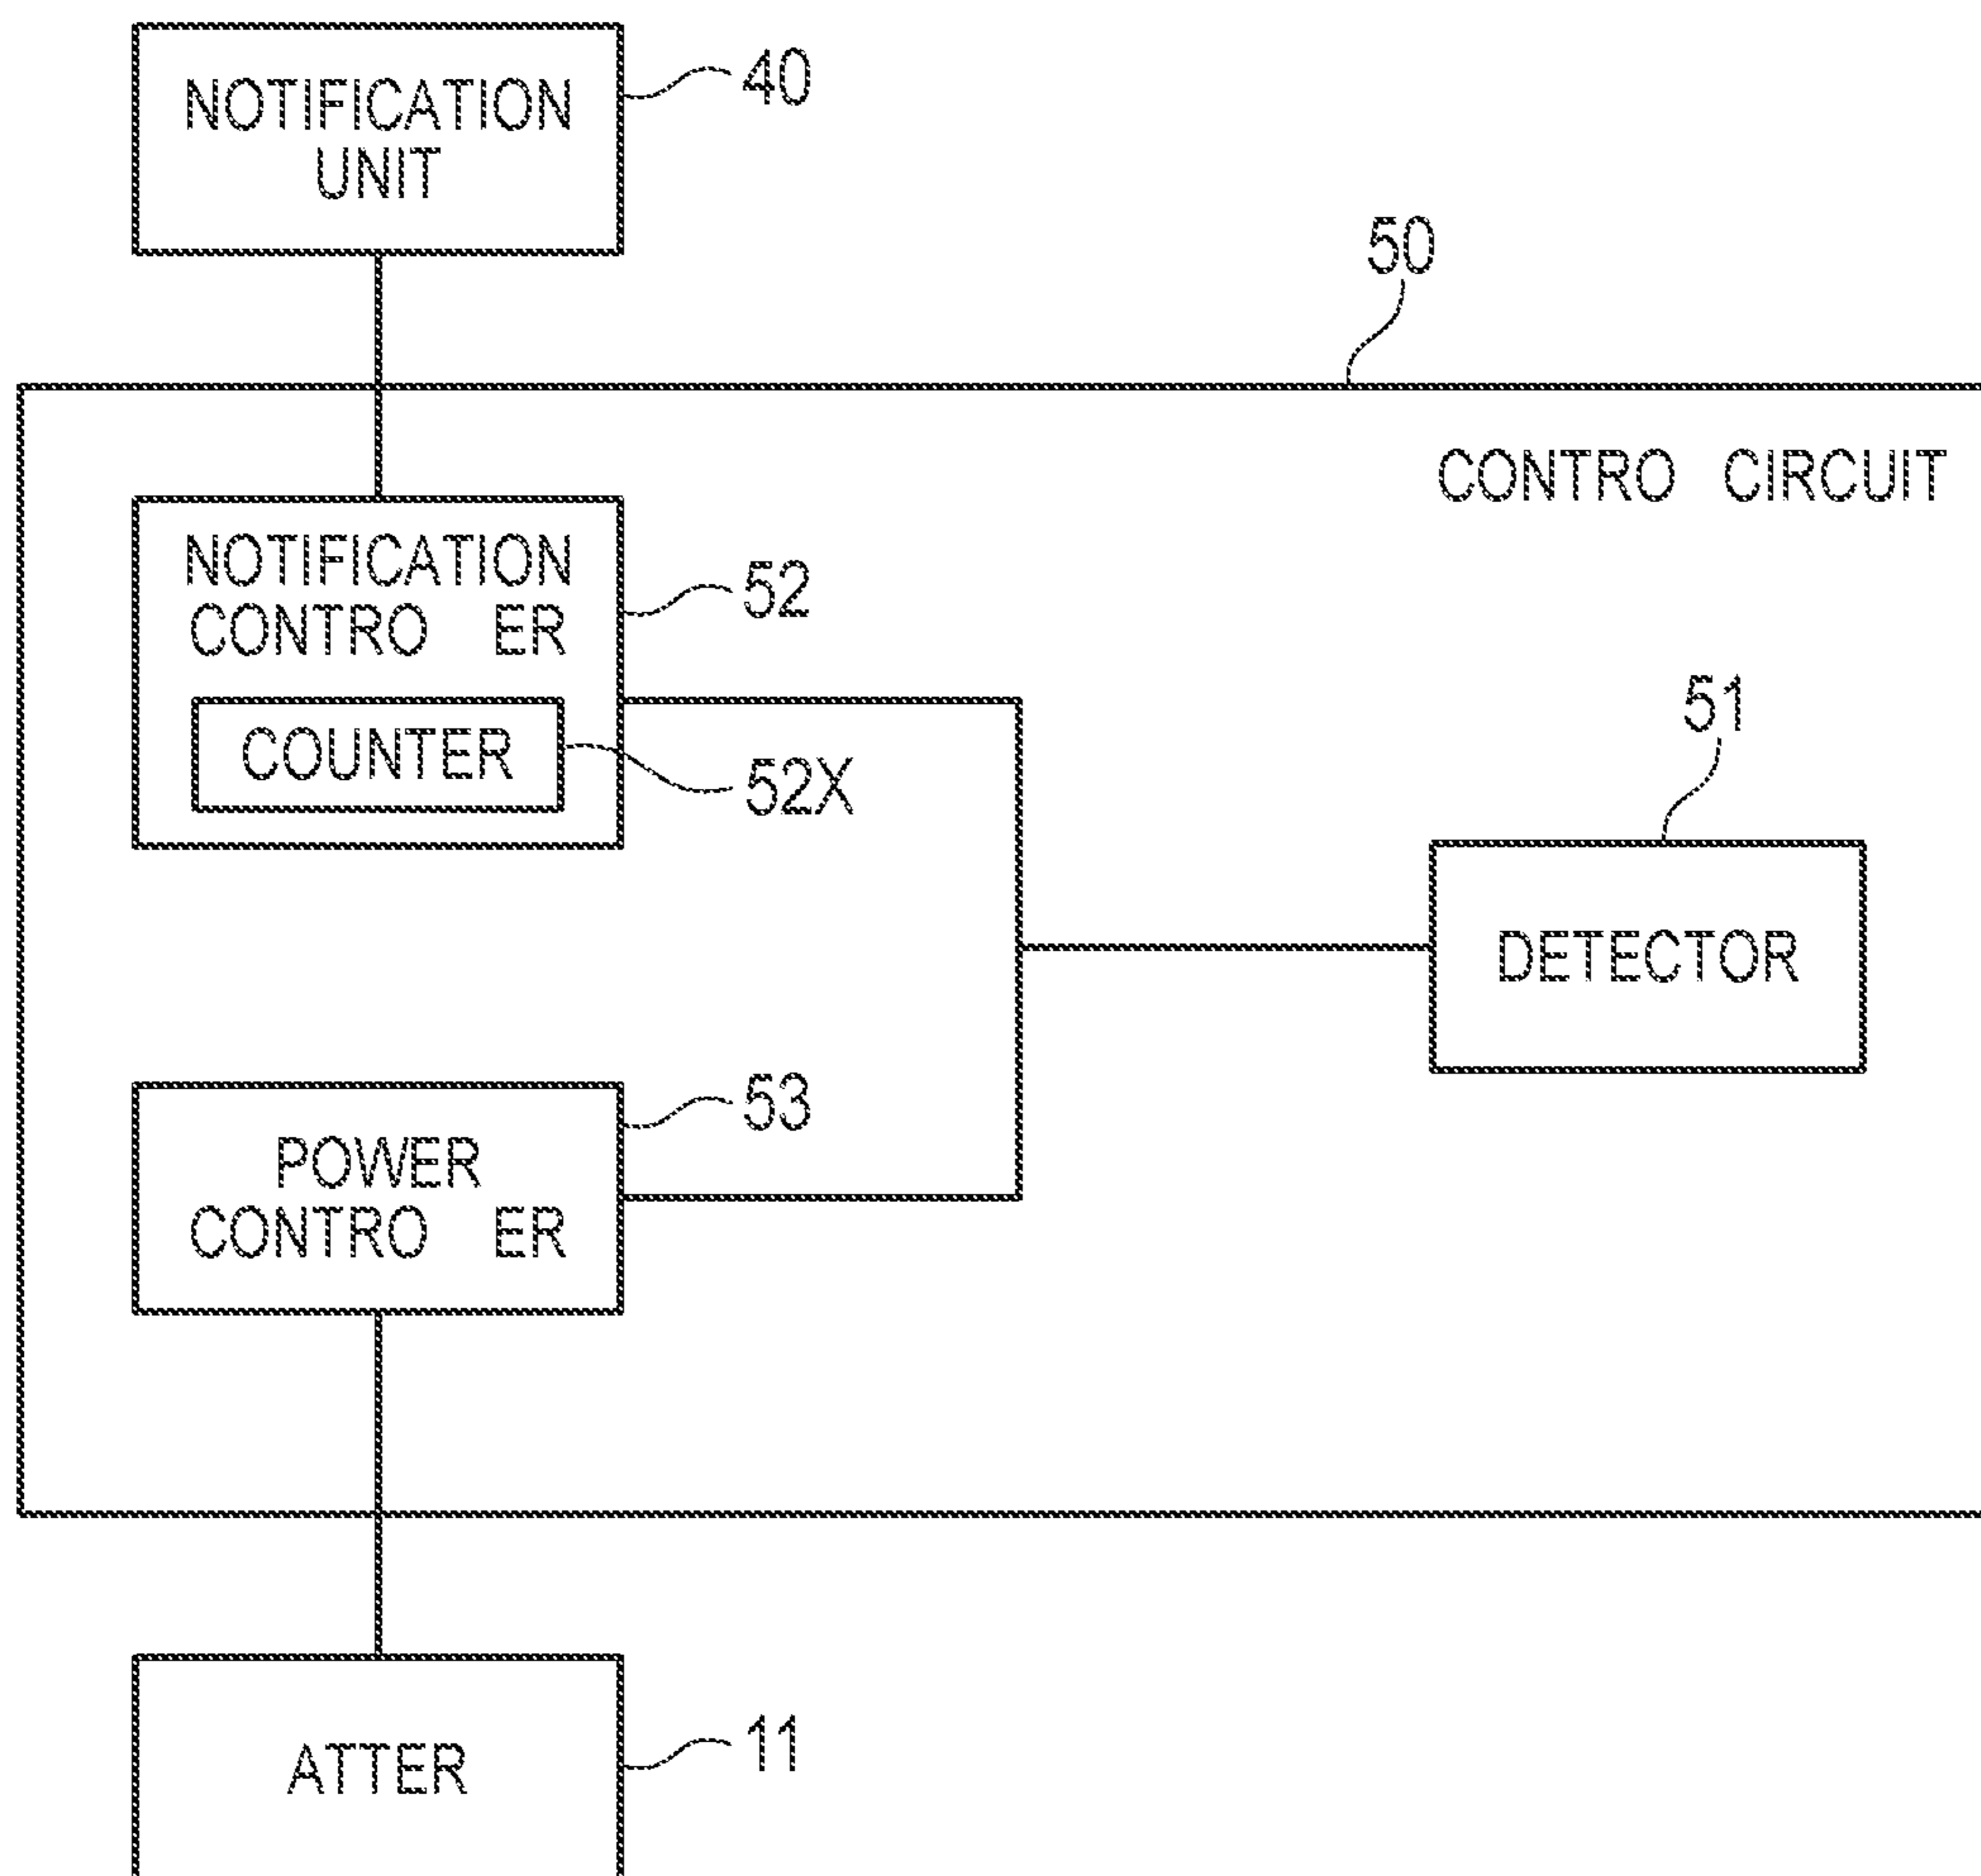 NOTIFICATION
UNIT
40
50
CONTRO CIRCUIT
NOTIFICATION
CONTRO ER
52
COUNTER
52X
51
DETECTOR
53
POWER
CONTRO ER
ATTER
11